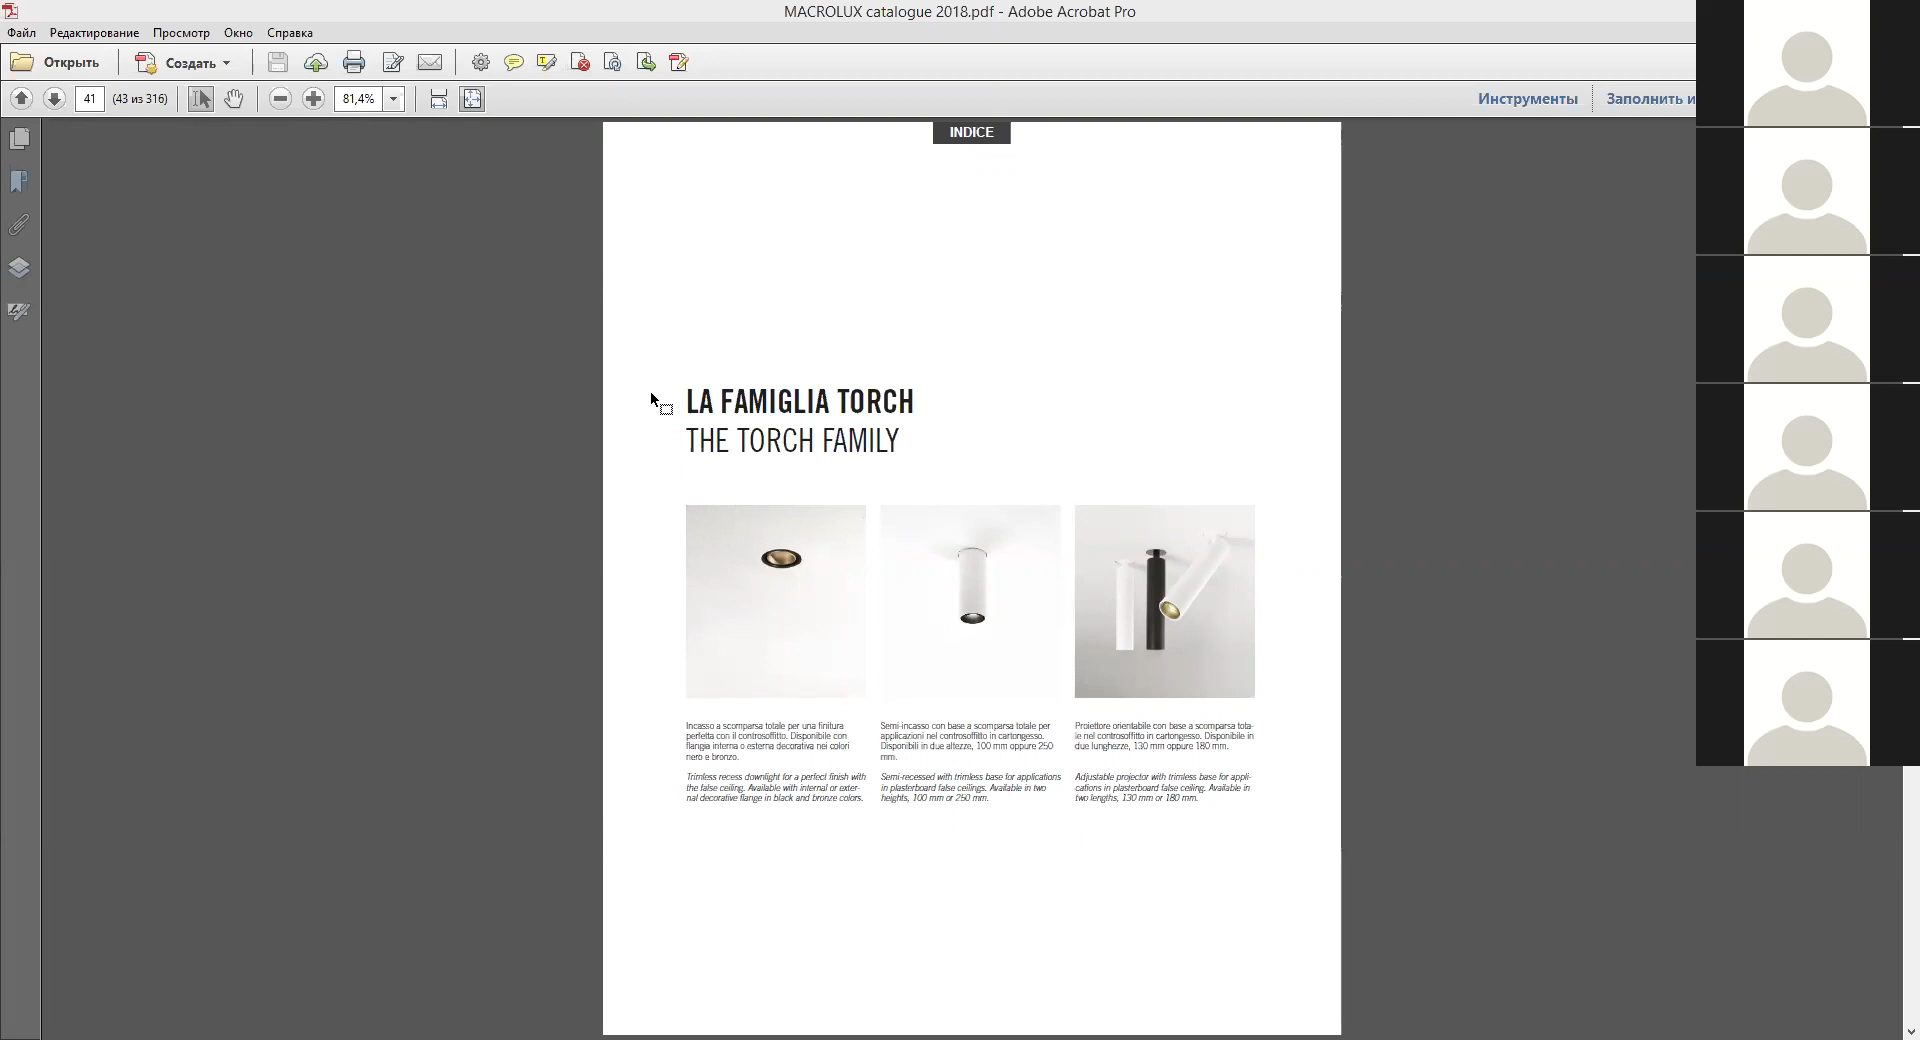 MACROLUX catalogue 2018.pdf - Adobe Acrobat Pro
Файл Редактирование Просмотр Окно Справка
Открыть Создать
41 (43 из 316) 81,4% Инструменты Заполнить и
INDICE
LA FAMIGLIA TORCH
THE TORCH FAMILY
Incasso a scomparsa totale per una finitura
perfetta con il controsoffitto. Disponibile con
flangia interna o esterna decorativa nei colori
nero e bronzo.
Trimless recess downlight for a perfect finish with
the false ceiling. Available with internal or exter-
nal decorative flange in black and bronze colors.
Semi-incasso con base a scomparsa totale per
applicazioni nel controsoffitto in cartongesso.
Disponibili in due altezze, 100 mm oppure 250
mm.
Semi-recessed with trimless base for applications
in plasterboard false ceilings. Available in two
heights, 100 mm or 250 mm.
Proiettore orientabile con base a scomparsa tota-
le nel controsoffitto in cartongesso. Disponibile in
due lunghezze, 130 mm oppure 180 mm.
Adjustable projector with trimless base for appli-
cations in plasterboard false ceiling. Available in
two lengths, 130 mm or 180 mm.